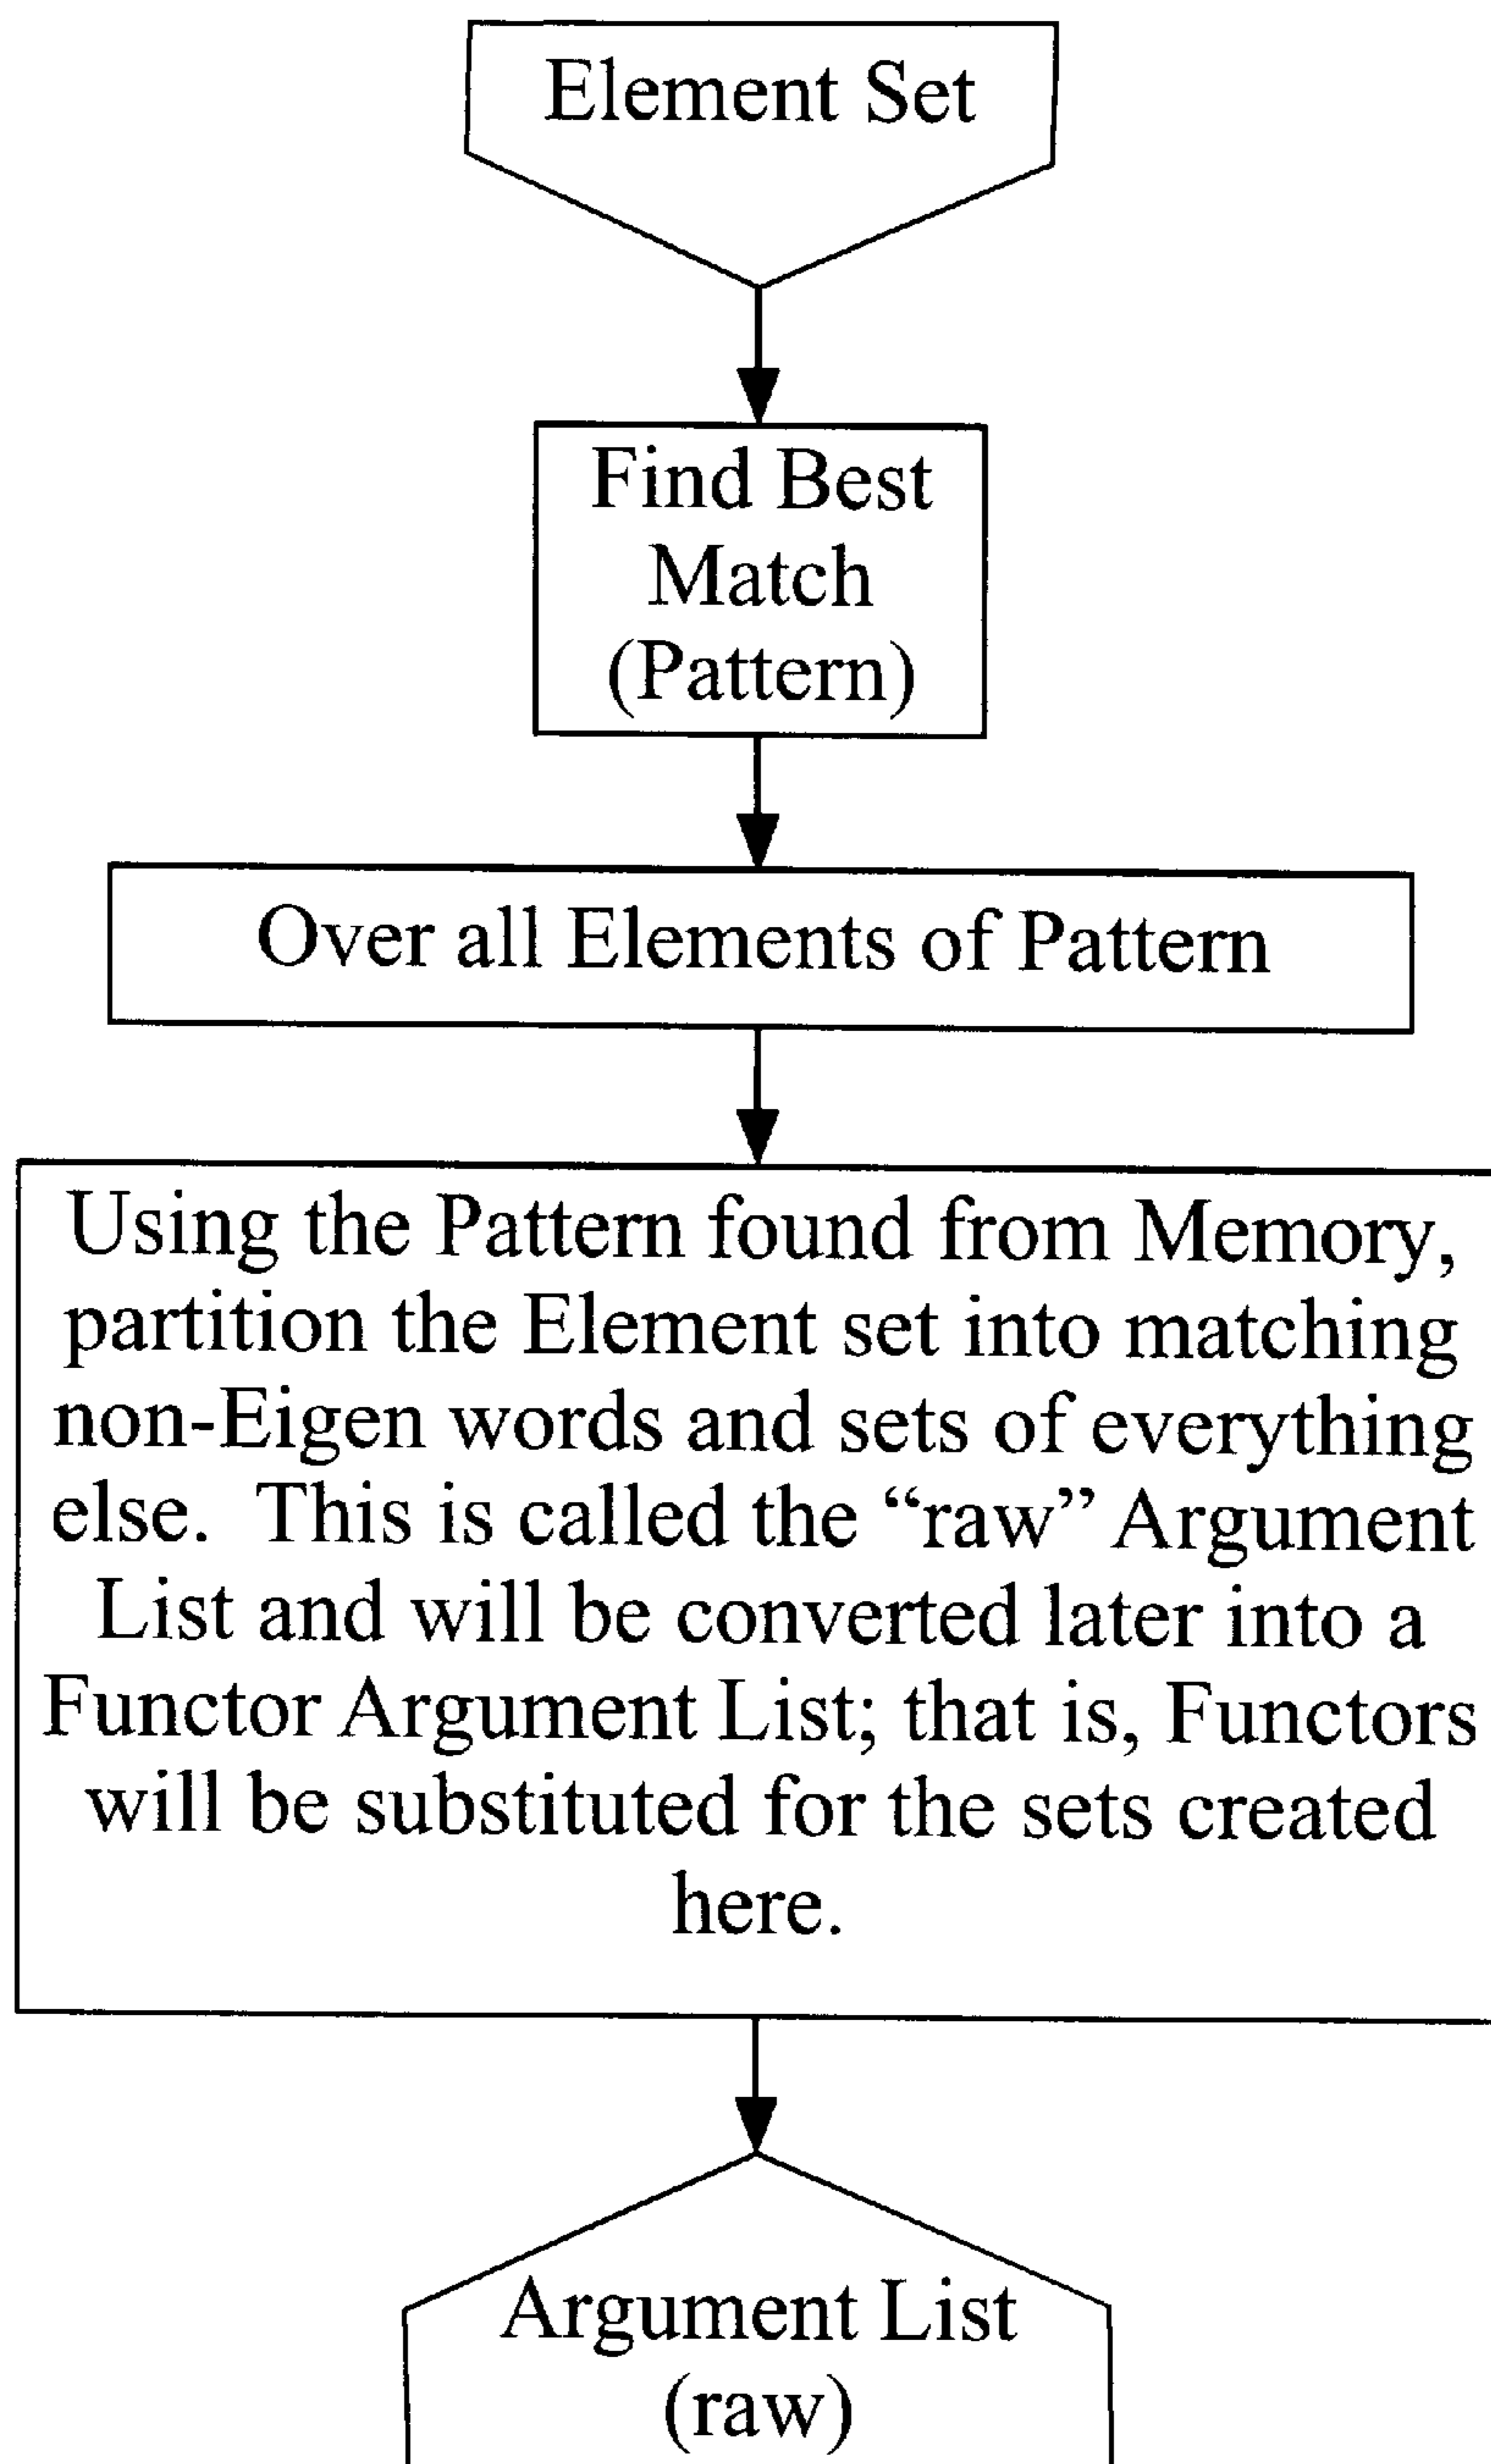 Element Set
Find Best
Match
(Pattern)
Over all Elements of Pattern
Using the Pattern found from Memory,
partition the Element set into matching
non-Eigen words and sets of everything
else. This is called the “raw” Argument
List and will be converted later into a
Functor Argument List; that is, Functors
will be substituted for the sets created
here.
Argument List
(raw)